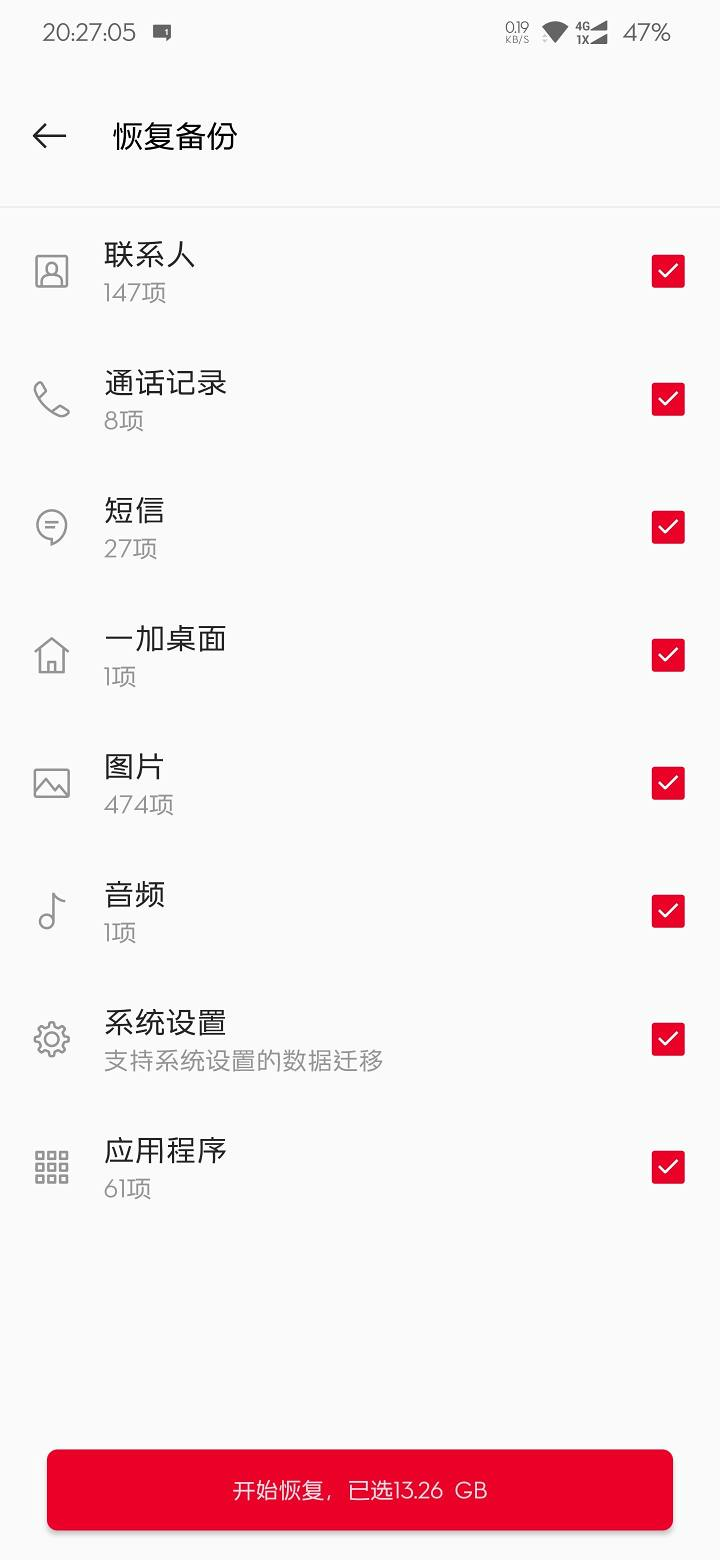 20:27:05 1 0.19 KB/S 4G 1X 47%
恢复备份
联系人
147项
通话记录
8项
短信
27项
一加桌面
1项
图片
474项
音频
1项
系统设置
支持系统设置的数据迁移
应用程序
61项
开始恢复，已选13.26 GB